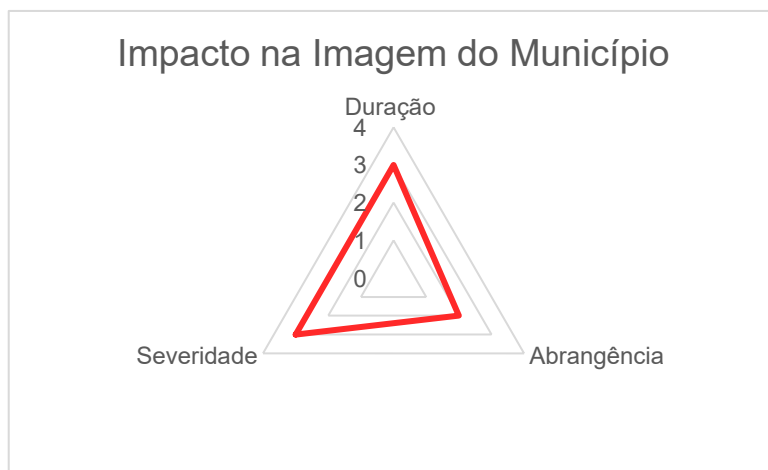 Impacto na Imagem do Município
Duração
4
3
2
1
0
Severidade
Abrangência